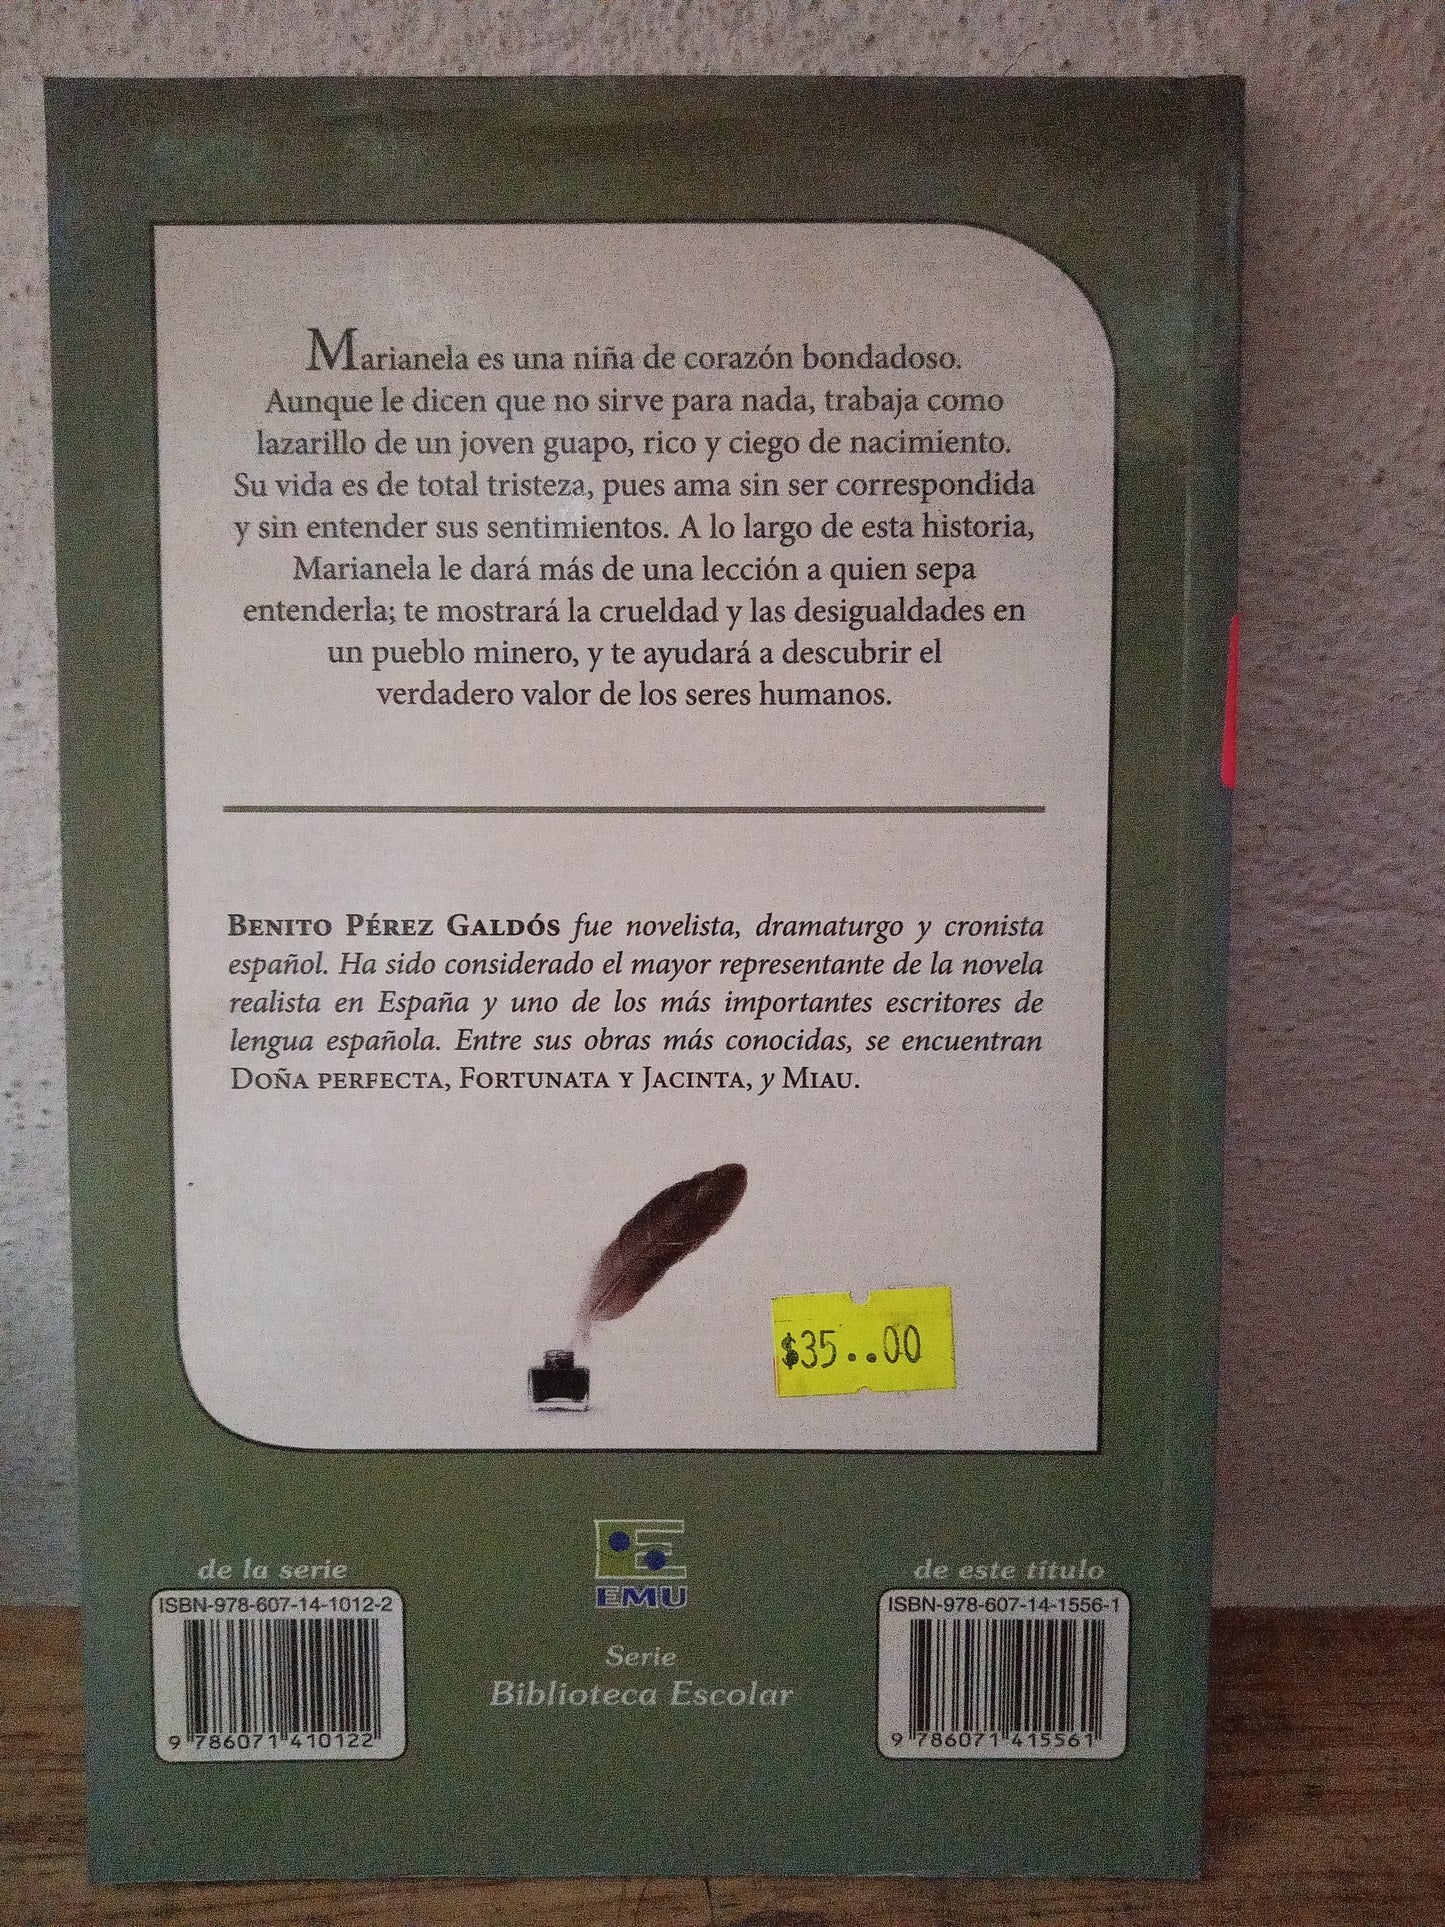 Marianela es una niña de corazón bondadoso.
Aunque le dicen que no sirve para nada, trabaja como
lazarillo de un joven guapo, rico y ciego de nacimiento.
Su vida es de total tristeza, pues ama sin ser correspondida
y sin entender sus sentimientos. A lo largo de esta historia,
Marianela le dará más de una lección a quien sepa
entenderla; te mostrará la crueldad y las desigualdades en
un pueblo minero, y te ayudará a descubrir el
verdadero valor de los seres humanos.
BENITO PÉREZ GALDÓS fue novelista, dramaturgo y cronista
español. Ha sido considerado el mayor representante de la novela
realista en España y uno de los más importantes escritores de
lengua española. Entre sus obras más conocidas, se encuentran
DOÑA PERFECTA, FORTUNATA Y JACINTA, y MIAU.
$35..00
de la serie
ISBN-978-607-14-1012-2
9 786071 410122
E
EMU
Serie
Biblioteca Escolar
de este título
ISBN-978-607-14-1556-1
9 786071 415561